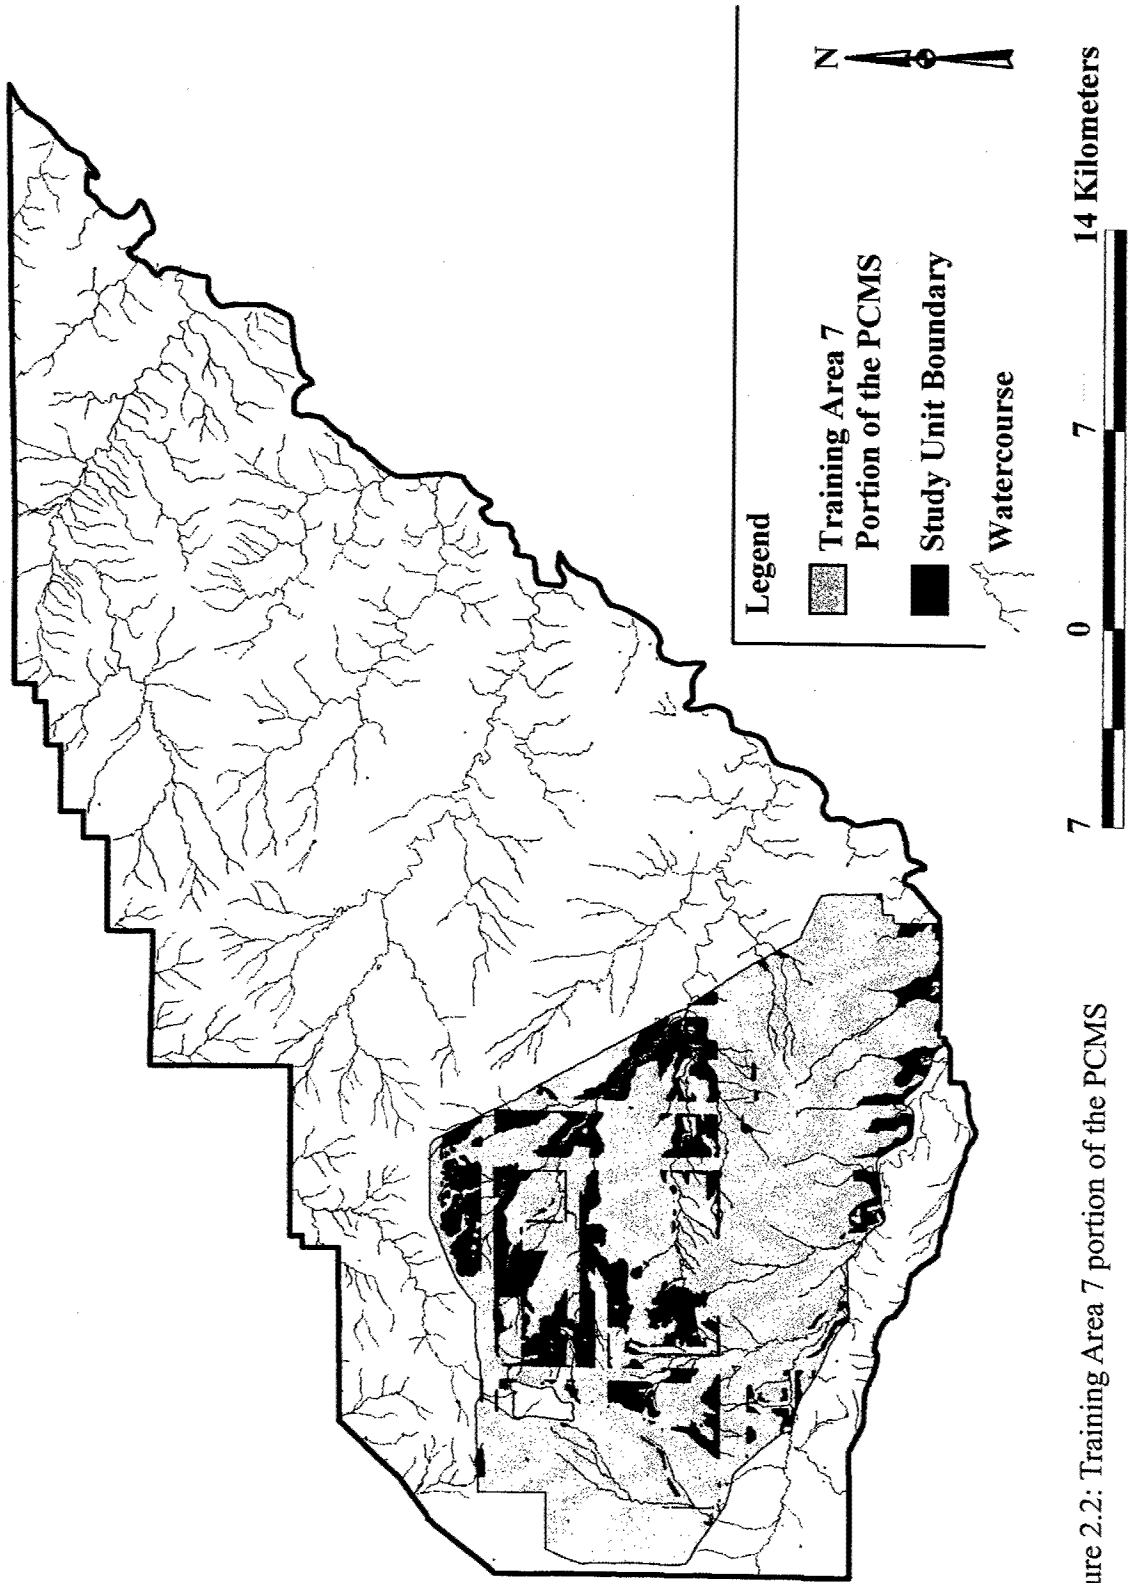 N
Legend
Training Area 7
Portion of the PCMS
Study Unit Boundary
Watercourse
7 0 7 14 Kilometers
ure 2.2: Training Area 7 portion of the PCMS